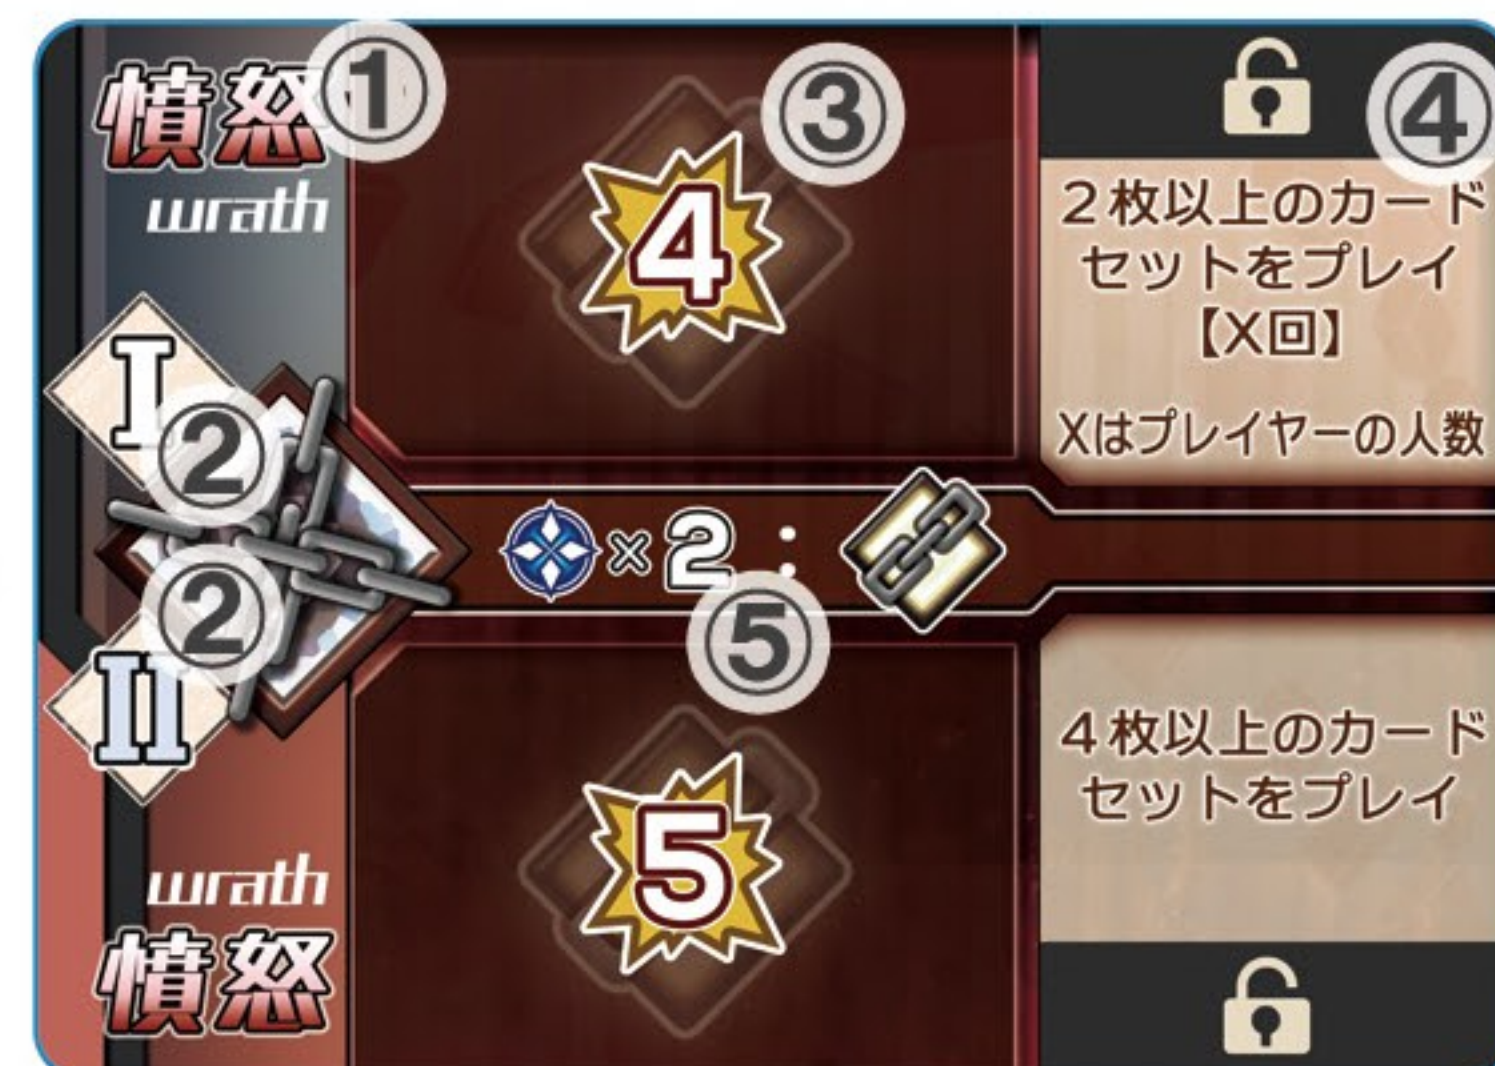 憤怒
①
③
④
4
wrath
2枚以上のカード
セットをプレイ
【X回】
Xはプレイヤーの人数
I
②
×2:
②
⑤
II
4枚以上のカード
セットをプレイ
5
wrath
憤怒